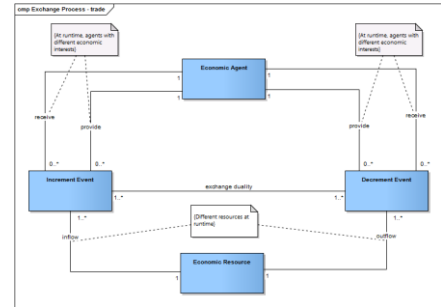 cmp Exchange Process - trade
{At runtime, agents with
different economic
interests}
{At runtime, agents with
different economic
interests}
Economic Agent
1
1
1
1
receive
provide
provide
receive
0..*
0..*
0..*
0..*
Increment Event
exchange duality
Decrement Event
1..*
1..*
1..*
1..*
{Different resources at
runtime}
inflow
outflow
Economic Resource
1
1